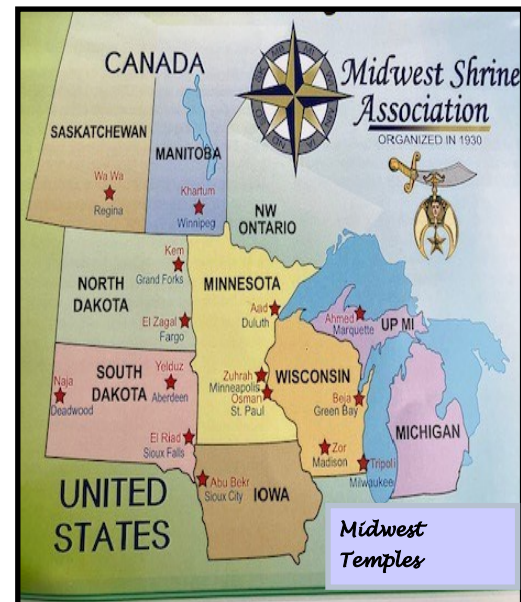 CANADA
Midwest Shrine
Association
ORGANIZED IN 1930
SASKATCHEWAN
MANITOBA
Wa Wa
Regina
Khartum
Winnipeg
NW
ONTARIO
Kem
Grand Forks
NORTH
DAKOTA
El Zagal
Fargo
MINNESOTA
Aad
Duluth
Ahmed
Marquette
UP MI
SOUTH
DAKOTA
Yelduz
Aberdeen
Naja
Deadwood
Zuhrah
Minneapolis
Osman
St. Paul
WISCONSIN
Beja
Green Bay
MICHIGAN
El Riad
Sioux Falls
Zor
Madison
Tripoli
Milwaukee
Abu Bekr
Sioux City
IOWA
UNITED
STATES
Midwest
Temples